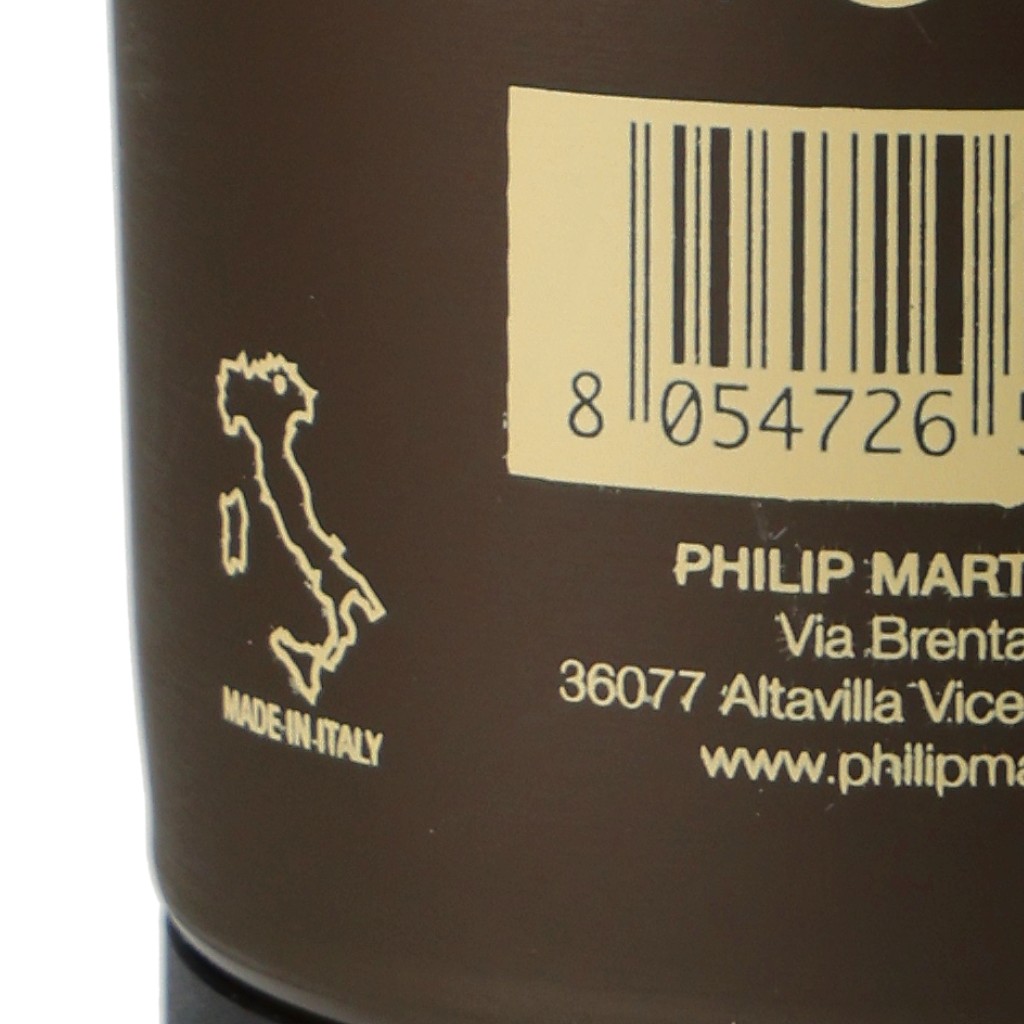 8 054726
PHILIP MART
Via Brenta
36077 Altavilla Vice
www.philipma
MADE-IN-ITALY